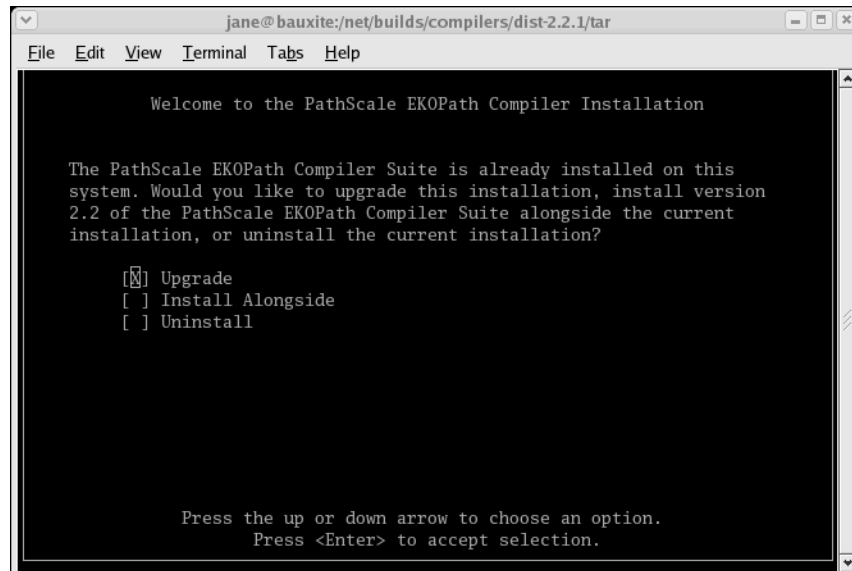 jane@bauxite:/net/builds/compilers/dist-2.2.1/tar
File Edit View Terminal Tabs Help
Welcome to the PathScale EKOPath Compiler Installation
The PathScale EKOPath Compiler Suite is already installed on this
system. Would you like to upgrade this installation, install version
2.2 of the PathScale EKOPath Compiler Suite alongside the current
installation, or uninstall the current installation?
[X] Upgrade
[ ] Install Alongside
[ ] Uninstall
Press the up or down arrow to choose an option.
Press <Enter> to accept selection.